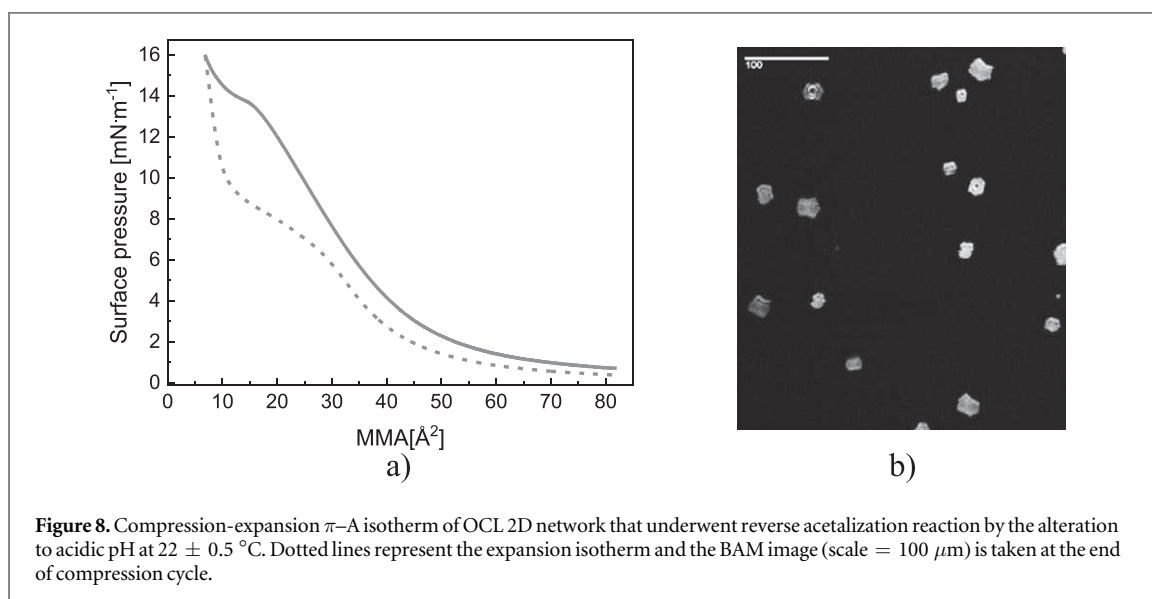 16
14
12
10
8
6
4
2
0
Surface pressure [mN·m-1]
0 10 20 30 40 50 60 70 80
MMA[Å2]
a)
100
b)
Figure 8. Compression-expansion π–A isotherm of OCL 2D network that underwent reverse acetalization reaction by the alteration
to acidic pH at 22 ± 0.5 °C. Dotted lines represent the expansion isotherm and the BAM image (scale = 100 μm) is taken at the end
of compression cycle.